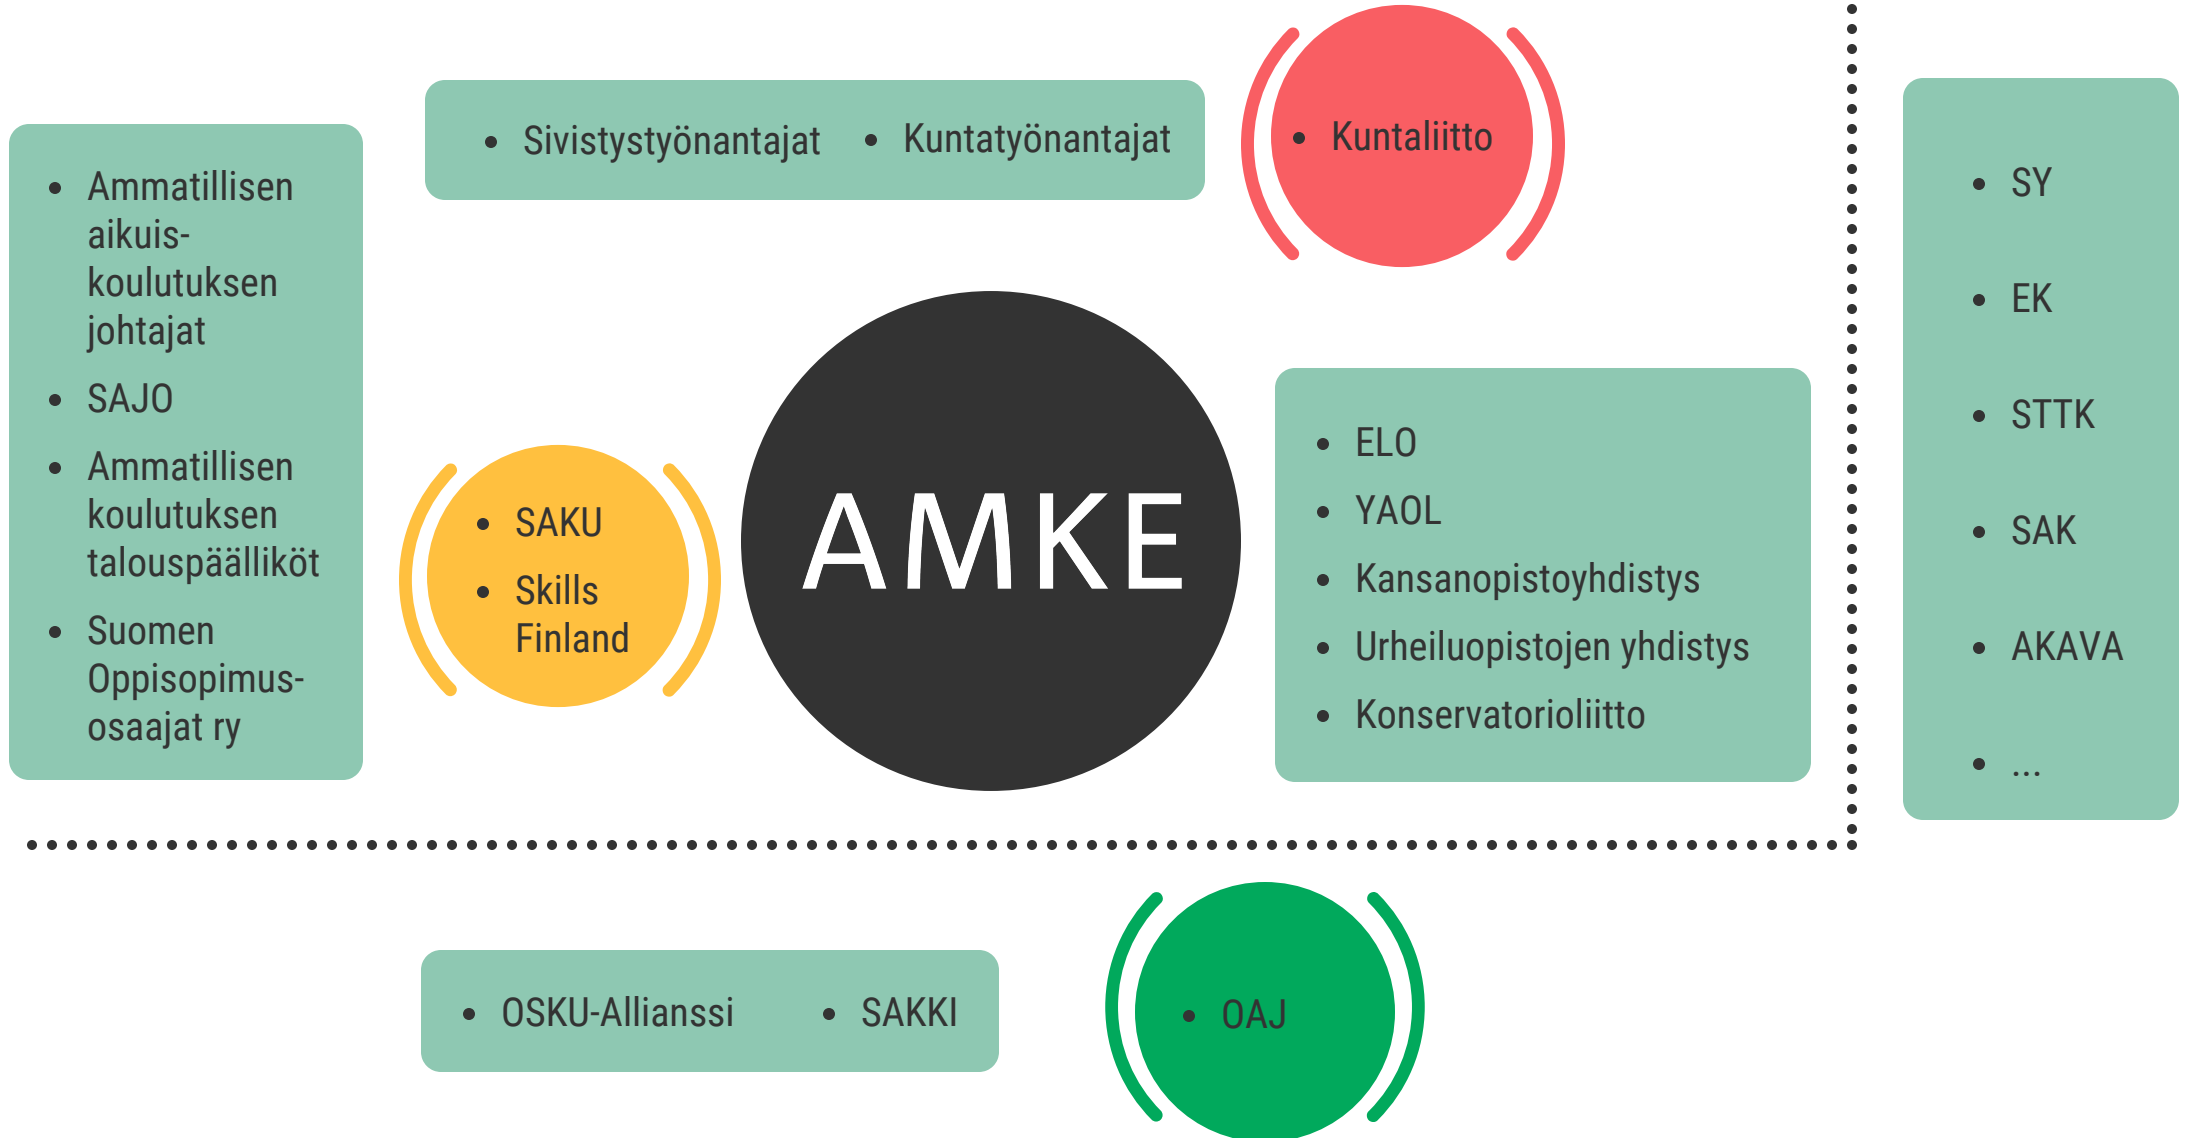 • Sivistystyönantajat
• Kuntatyönantajat
• Kuntaliitto
• Ammatillisen
aikuis-
koulutuksen
johtajat
• SAJO
• Ammatillisen
koulutuksen
talouspäälliköt
• Suomen
Oppisopimus-
osaajat ry
• SAKU
• Skills
Finland
AMKE
• ELO
• YAOL
• Kansanopistoyhdistys
• Urheiluopistojen yhdistys
• Konservatorioliitto
• SY
• EK
• STTK
• SAK
• AKAVA
• ...
• OSKU-Allianssi
• SAKKI
• OAJ